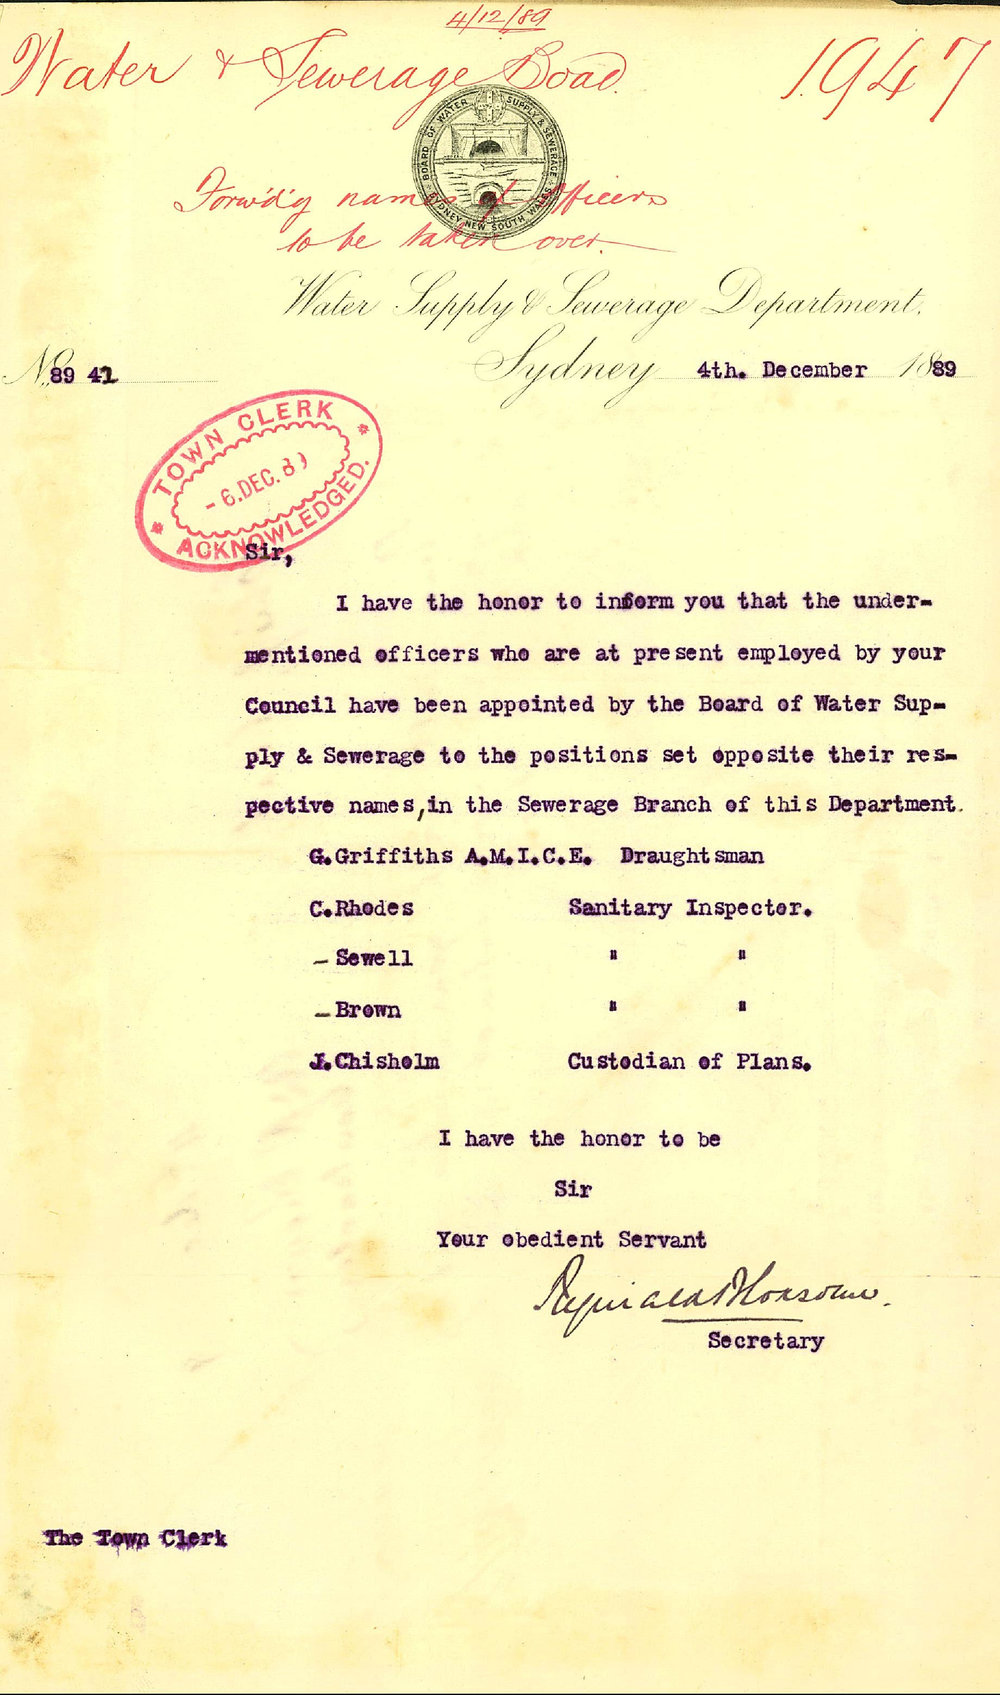 4/12/89
Water & Sewerage Boad. 1947
BOARD OF WATER SUPPLY & SEWERAGE
SYDNEY NEW SOUTH WALES
Forwd'g names of Officers
to be taken over.
Water Supply & Sewerage Department.
No. 89 41 Sydney 4th. December 1889
TOWN CLERK
- 6. DEC. 8
ACKNOWLEDGED.
Sir,
I have the honor to inform you that the under-
mentioned officers who are at present employed by your
Council have been appointed by the Board of Water Sup-
ply & Sewerage to the positions set opposite their res-
pective names, in the Sewerage Branch of this Department.
G. Griffiths A.M.I.C.E. Draughtsman
C. Rhodes Sanitary Inspector.
– Sewell " "
– Brown " "
J. Chisholm Custodian of Plans.
I have the honor to be
Sir
Your obedient Servant
Secretary
The Town Clerk